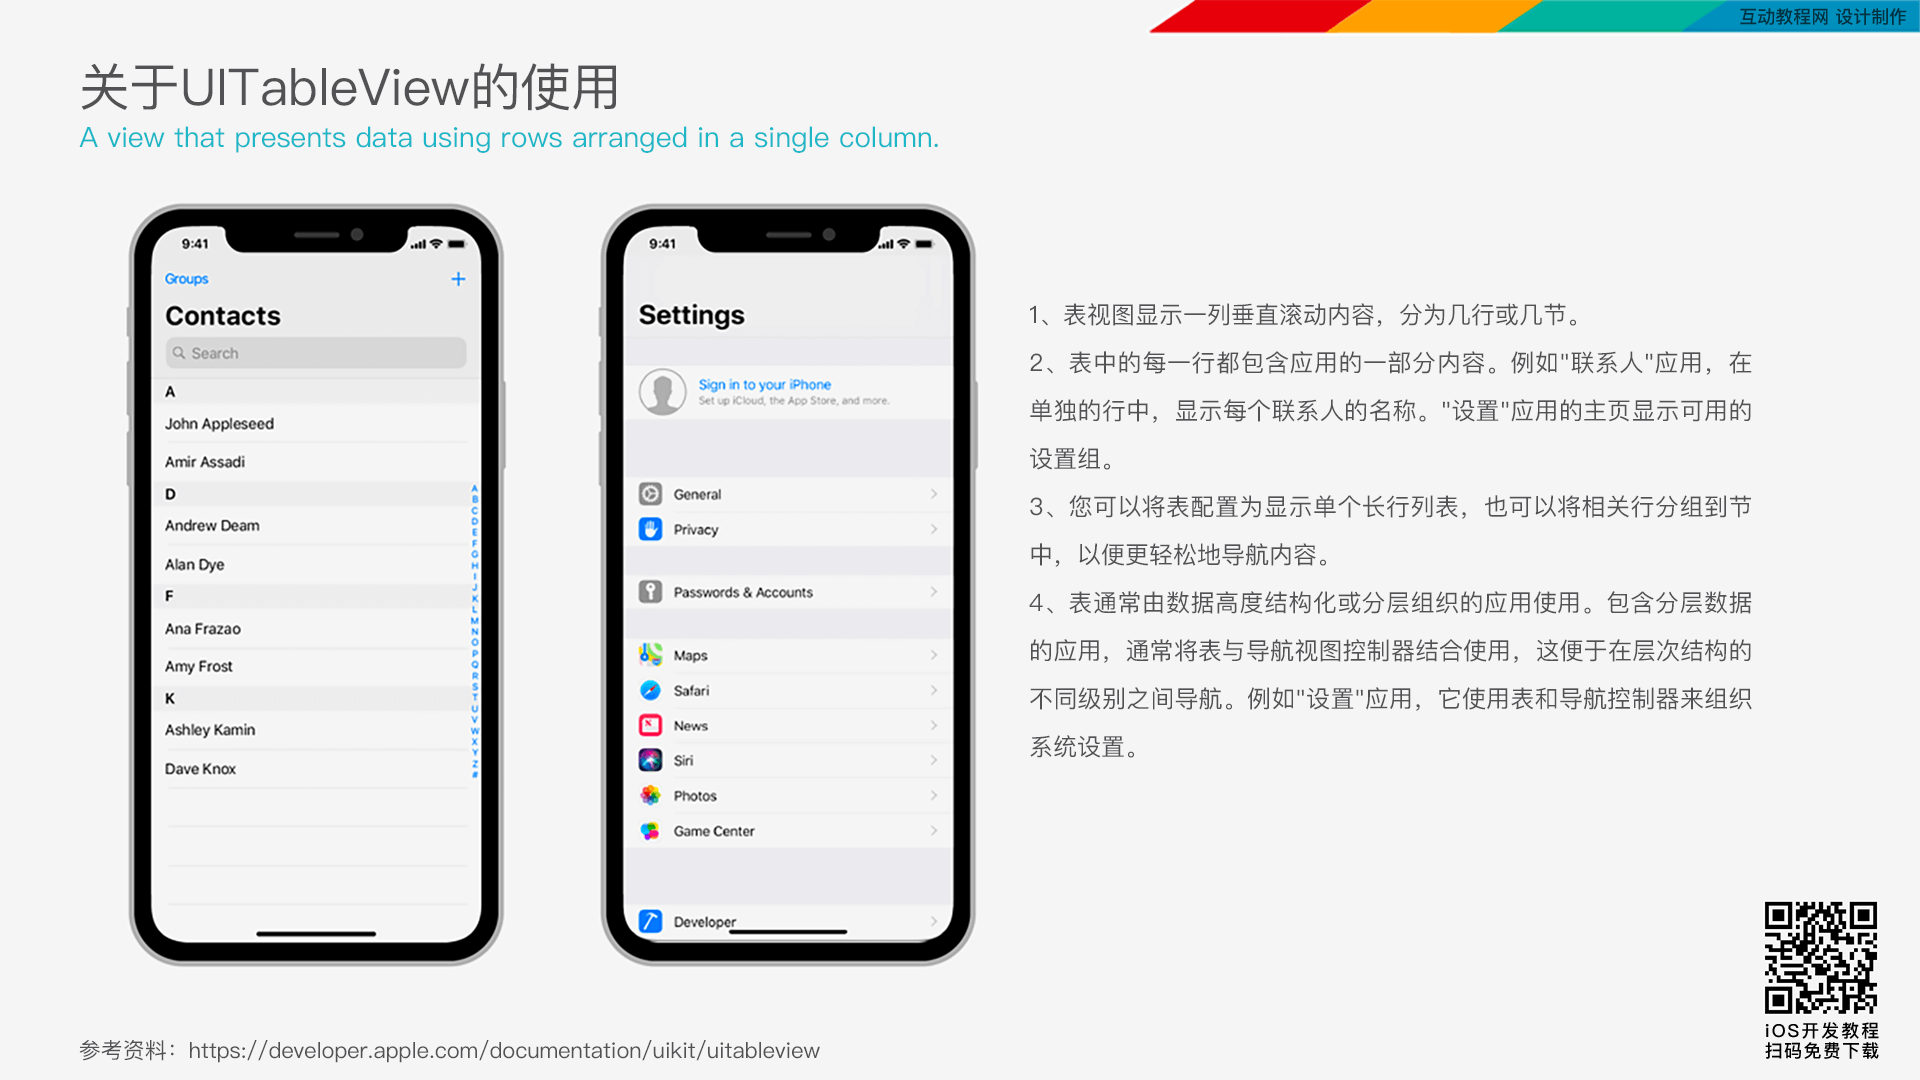 互动教程网 设计制作
关于UITableView的使用
A view that presents data using rows arranged in a single column.
9:41
Groups
+
Contacts
Search
A
John Appleseed
Amir Assadi
D
Andrew Deam
Alan Dye
F
Ana Frazao
Amy Frost
K
Ashley Kamin
Dave Knox
A
B
C
D
E
F
G
H
I
J
K
L
M
N
O
P
Q
R
S
T
U
V
W
X
Y
Z
#
9:41
Settings
Sign in to your iPhone
Set up iCloud, the App Store, and more.
General
Privacy
Passwords & Accounts
Maps
Safari
News
Siri
Photos
Game Center
Developer
1、表视图显示一列垂直滚动内容，分为几行或几节。
2、表中的每一行都包含应用的一部分内容。例如"联系人"应用，在
单独的行中，显示每个联系人的名称。"设置"应用的主页显示可用的
设置组。
3、您可以将表配置为显示单个长行列表，也可以将相关行分组到节
中，以便更轻松地导航内容。
4、表通常由数据高度结构化或分层组织的应用使用。包含分层数据
的应用，通常将表与导航视图控制器结合使用，这便于在层次结构的
不同级别之间导航。例如"设置"应用，它使用表和导航控制器来组织
系统设置。
iOS开发教程
扫码免费下载
参考资料：https://developer.apple.com/documentation/uikit/uitableview